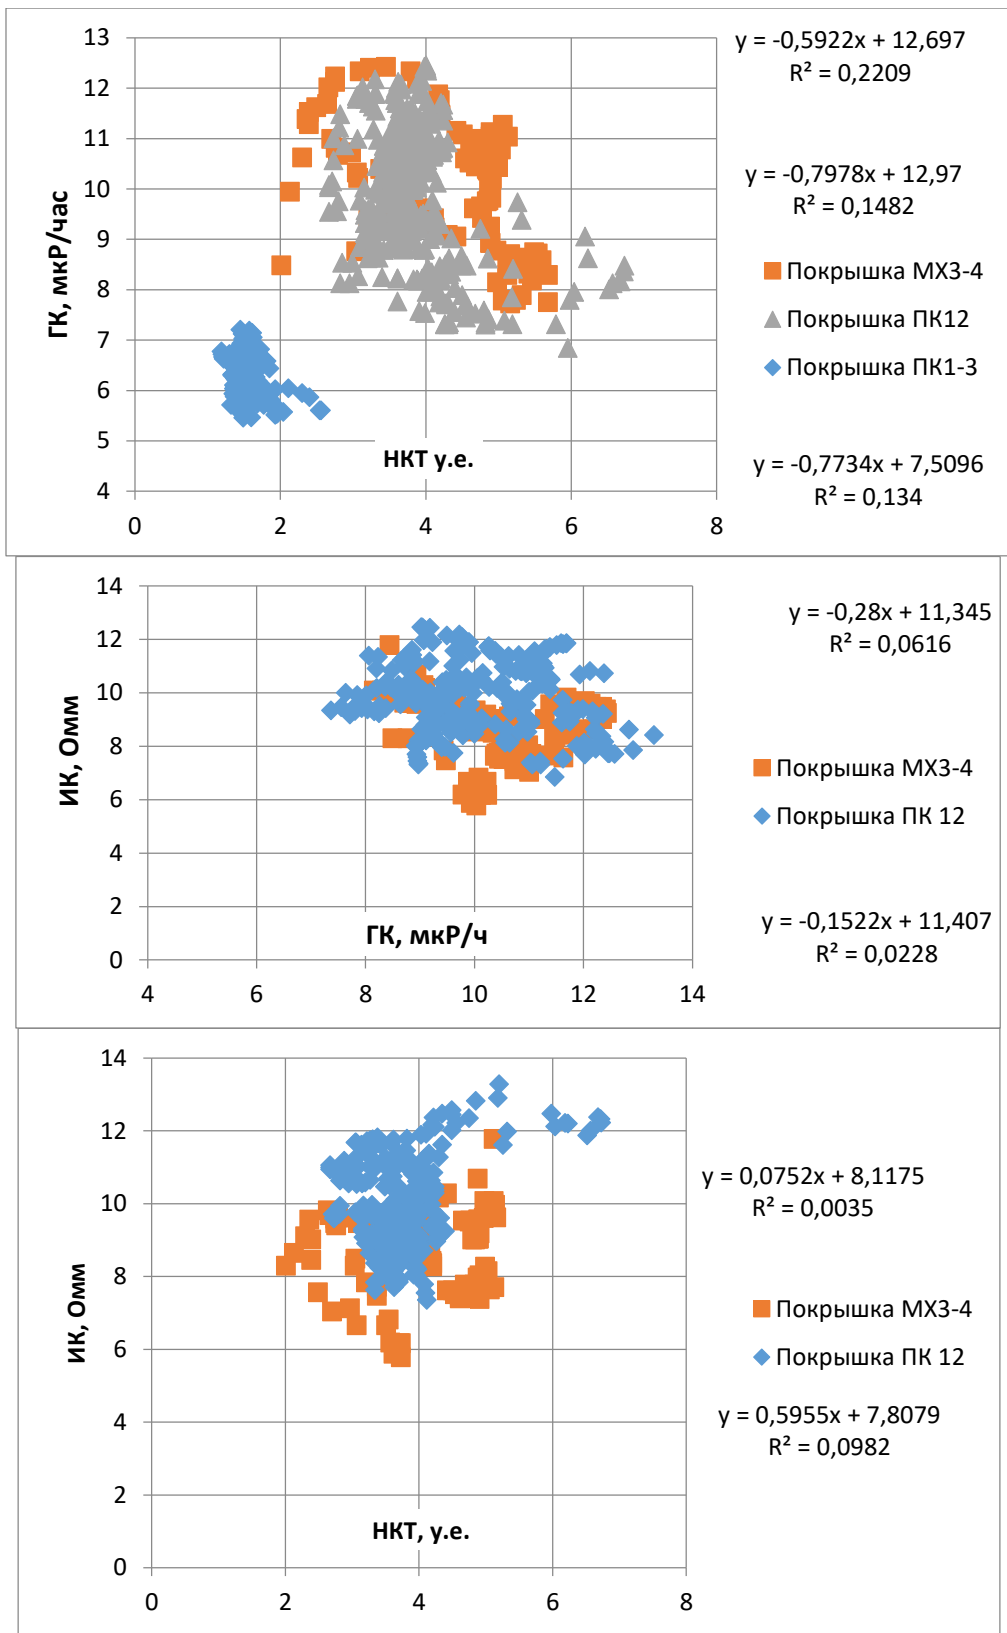 13
12
11
10
9
8
7
6
5
4
ГК, мкР/час
НКТ у.е.
0
2
4
6
8
y = -0,5922x + 12,697
R² = 0,2209
y = -0,7978x + 12,97
R² = 0,1482
Покрышка МХ3-4
Покрышка ПК12
Покрышка ПК1-3
y = -0,7734x + 7,5096
R² = 0,134
14
12
10
8
6
4
2
0
ИК, Омм
ГК, мкР/ч
4
6
8
10
12
14
y = -0,28x + 11,345
R² = 0,0616
Покрышка МХ3-4
Покрышка ПК 12
y = -0,1522x + 11,407
R² = 0,0228
14
12
10
8
6
4
2
0
ИК, Омм
НКТ, у.е.
0
2
4
6
8
y = 0,0752x + 8,1175
R² = 0,0035
Покрышка МХ3-4
Покрышка ПК 12
y = 0,5955x + 7,8079
R² = 0,0982